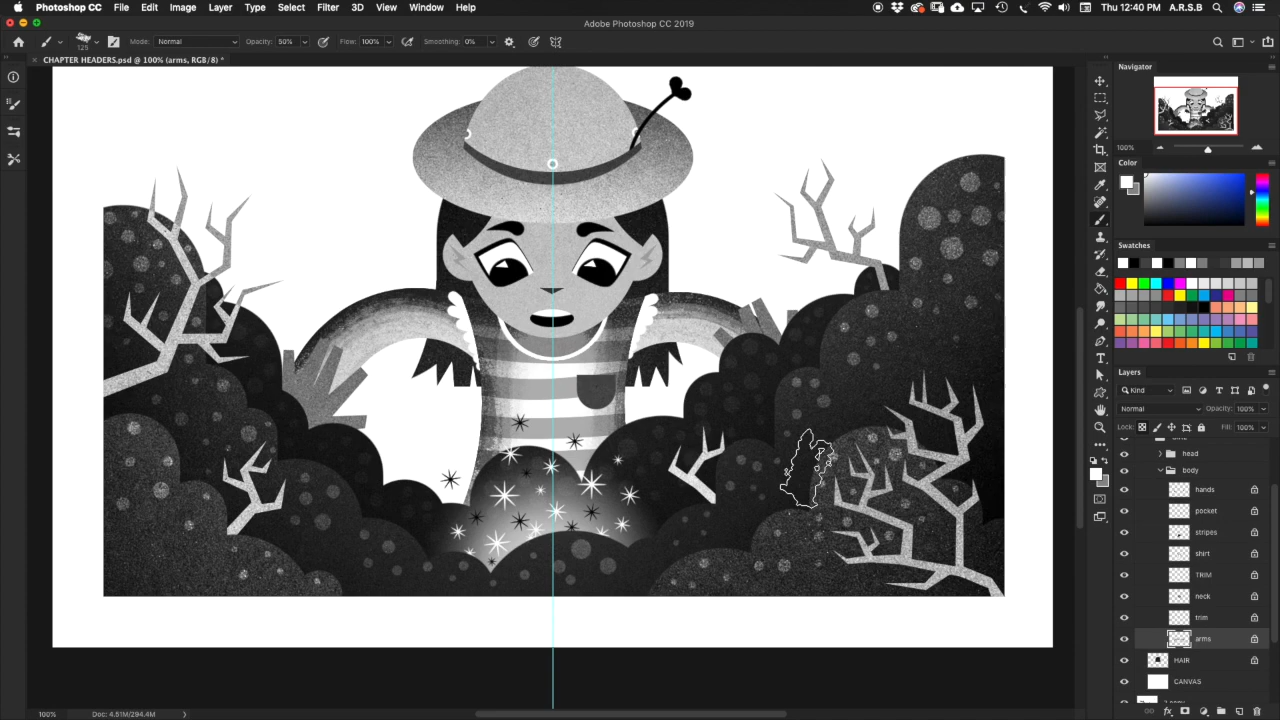 Photoshop CC File Edit Image Layer Type Select Filter 3D View Window Help Thu 12:40 PM A.R.S.B
Adobe Photoshop CC 2019
125 Mode: Normal Opacity: 50% Flow: 100% Smoothing: 0%
× CHAPTER HEADERS.psd @ 100% (arms, RGB/8) *
Navigator
100%
Color
Swatches
Layers
Kind
Normal Opacity: 100%
Lock: Fill: 100%
head
body
hands
pocket
stripes
shirt
TRIM
neck
trim
arms
HAIR
CANVAS
100% Doc: 4.51M/294.4M